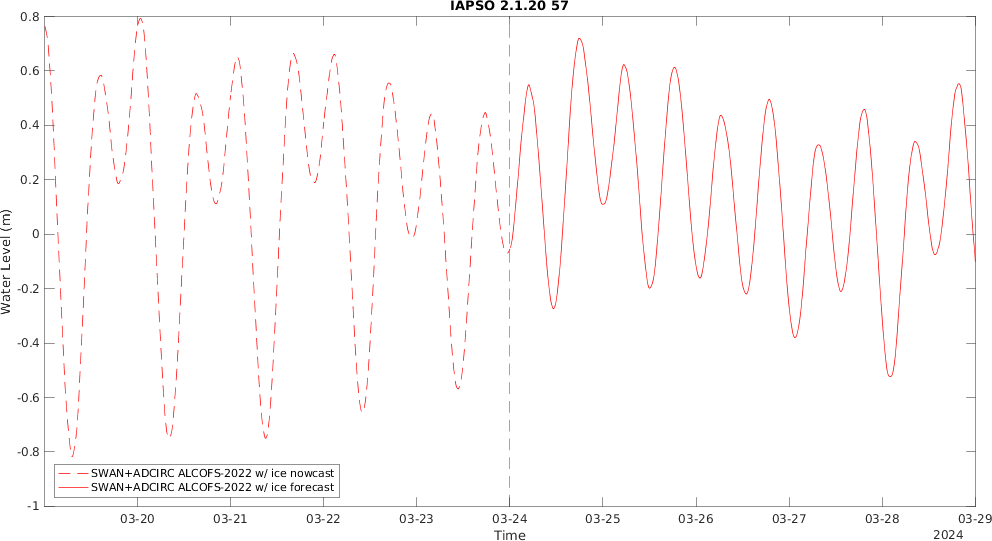 IAPSO 2.1.20 57
0.8
0.6
0.4
0.2
0
-0.2
-0.4
-0.6
-0.8
-1
Water Level (m)
SWAN+ADCIRC ALCOFS-2022 w/ ice nowcast
SWAN+ADCIRC ALCOFS-2022 w/ ice forecast
03-20 03-21 03-22 03-23 03-24 03-25 03-26 03-27 03-28 03-29
Time
2024